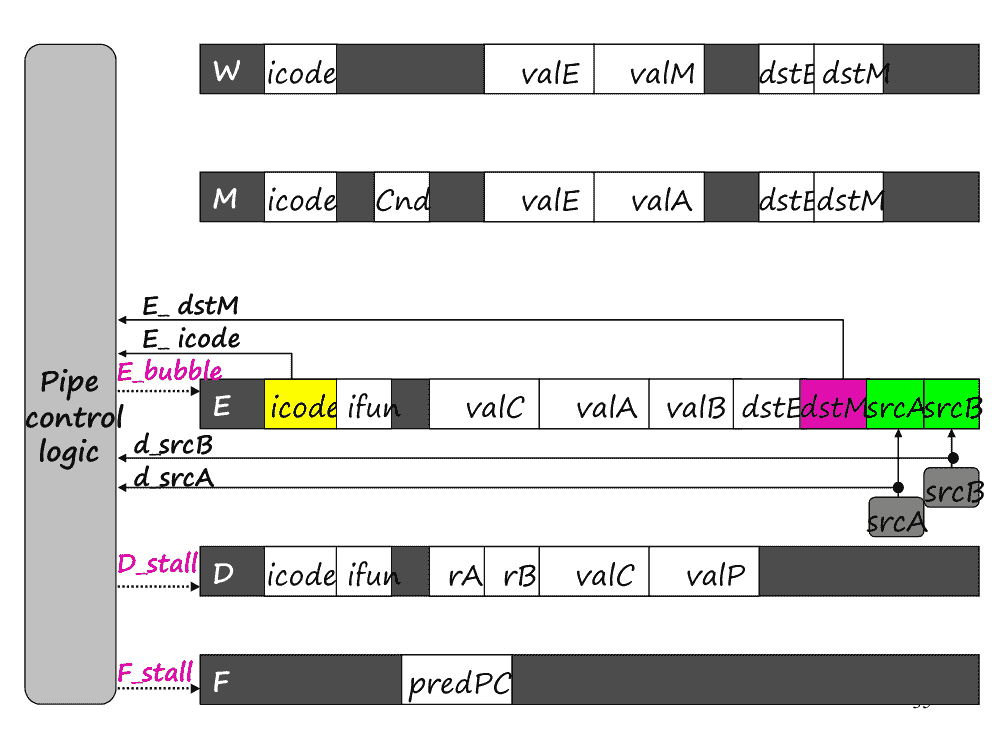 W icode valE valM dstE dstM
M icode Cnd valE valA dstE dstM
E_ dstM
E_ icode
E_bubble
E icode ifun valC valA valB dstE dstM srcA srcB
Pipe
control
logic
d_srcB
d_srcA
srcB
srcA
D_stall
D icode ifun rA rB valC valP
F_stall
F predPC